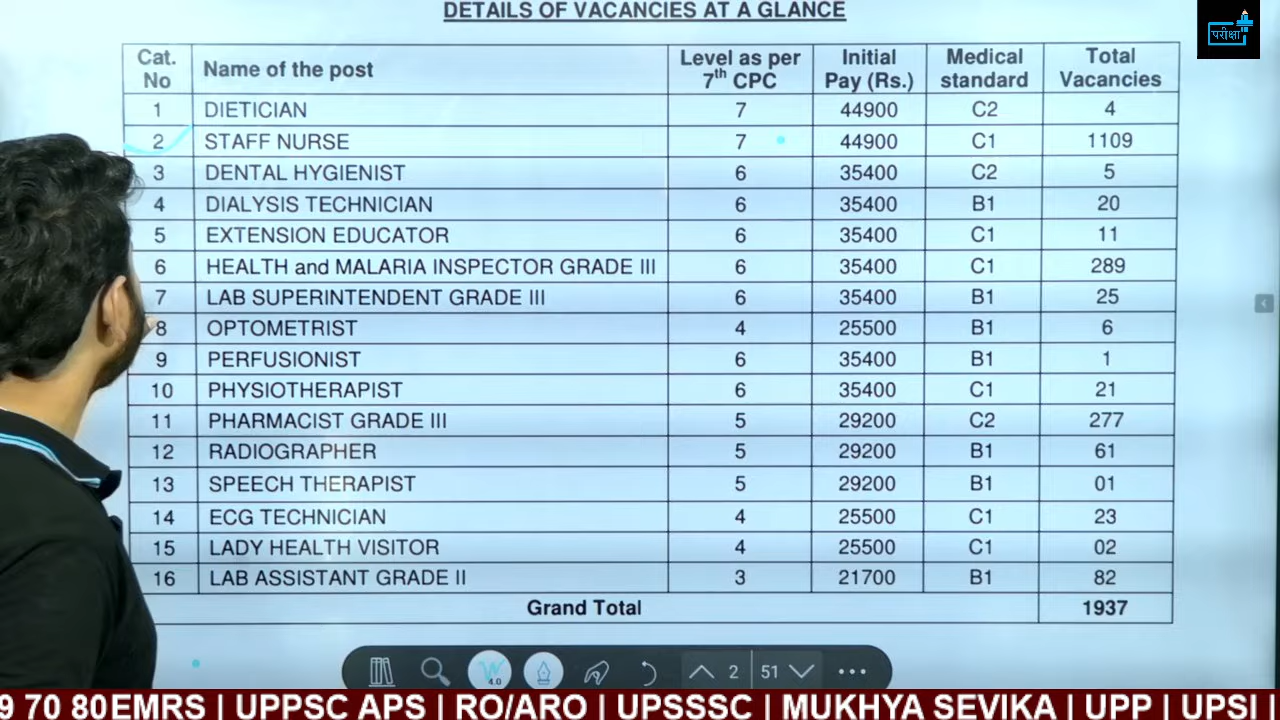 DETAILS OF VACANCIES AT A GLANCE
परीक्षा
Cat. No | Name of the post | Level as per 7th CPC | Initial Pay (Rs.) | Medical standard | Total Vacancies
1 | DIETICIAN | 7 | 44900 | C2 | 4
2 | STAFF NURSE | 7 | 44900 | C1 | 1109
3 | DENTAL HYGIENIST | 6 | 35400 | C2 | 5
4 | DIALYSIS TECHNICIAN | 6 | 35400 | B1 | 20
5 | EXTENSION EDUCATOR | 6 | 35400 | C1 | 11
6 | HEALTH and MALARIA INSPECTOR GRADE III | 6 | 35400 | C1 | 289
7 | LAB SUPERINTENDENT GRADE III | 6 | 35400 | B1 | 25
8 | OPTOMETRIST | 4 | 25500 | B1 | 6
9 | PERFUSIONIST | 6 | 35400 | B1 | 1
10 | PHYSIOTHERAPIST | 6 | 35400 | C1 | 21
11 | PHARMACIST GRADE III | 5 | 29200 | C2 | 277
12 | RADIOGRAPHER | 5 | 29200 | B1 | 61
13 | SPEECH THERAPIST | 5 | 29200 | B1 | 01
14 | ECG TECHNICIAN | 4 | 25500 | C1 | 23
15 | LADY HEALTH VISITOR | 4 | 25500 | C1 | 02
16 | LAB ASSISTANT GRADE II | 3 | 21700 | B1 | 82
Grand Total | 1937
4.0 2 51
9 70 80EMRS | UPPSC APS | RO/ARO | UPSSSC | MUKHYA SEVIKA | UPP | UPSI |